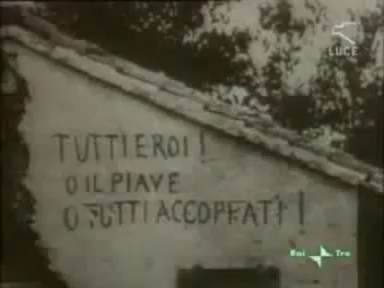 LUCE
TUTTI EROI !
O IL PIAVE
O TUTTI ACCOPPATI !
Rai Tre